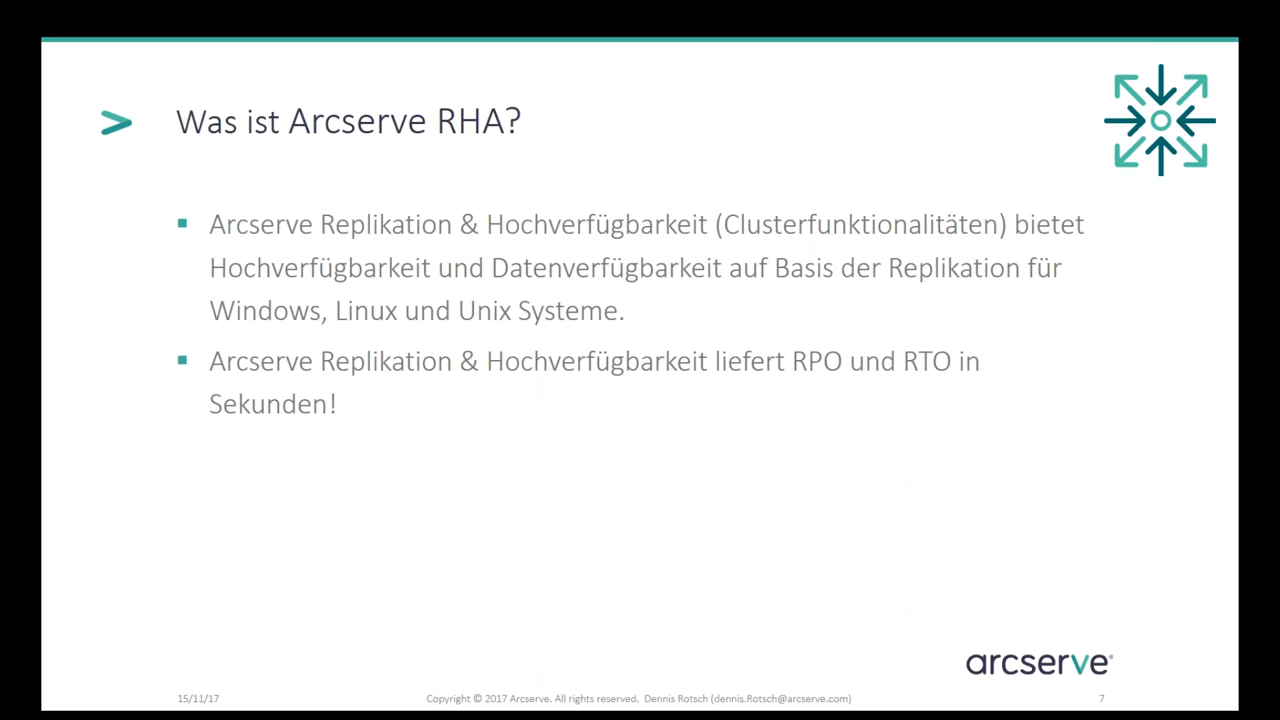 Was ist Arcserve RHA?
Arcserve Replikation & Hochverfügbarkeit (Clusterfunktionalitäten) bietet
Hochverfügbarkeit und Datenverfügbarkeit auf Basis der Replikation für
Windows, Linux und Unix Systeme.
Arcserve Replikation & Hochverfügbarkeit liefert RPO und RTO in
Sekunden!
arcserve®
15/11/17
Copyright © 2017 Arcserve. All rights reserved. Dennis Rotsch (dennis.Rotsch@arcserve.com)
7